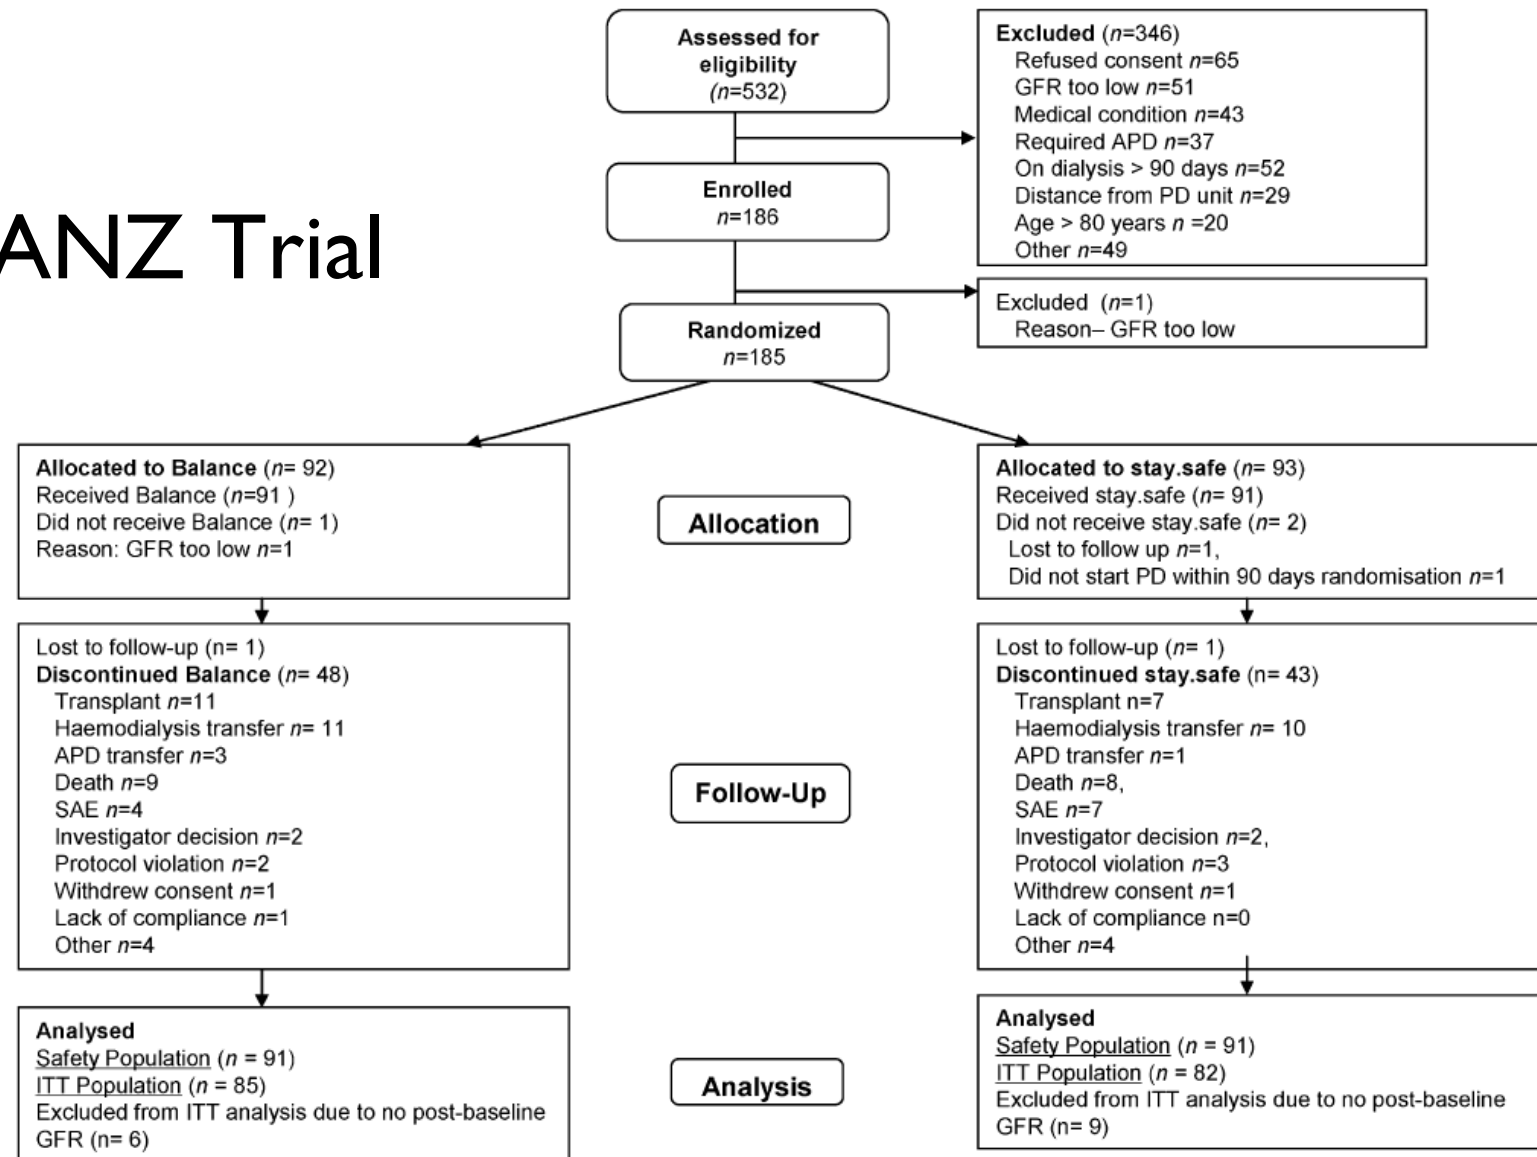 Assessed for
eligibility
(n=532)
Excluded (n=346)
Refused consent n=65
GFR too low n=51
Medical condition n=43
Required APD n=37
On dialysis > 90 days n=52
Distance from PD unit n=29
Age > 80 years n =20
Other n=49
Enrolled
n=186
ANZ Trial
Excluded (n=1)
Reason– GFR too low
Randomized
n=185
Allocated to Balance (n= 92)
Received Balance (n=91 )
Did not receive Balance (n= 1)
Reason: GFR too low n=1
Allocation
Allocated to stay.safe (n= 93)
Received stay.safe (n= 91)
Did not receive stay.safe (n= 2)
Lost to follow up n=1,
Did not start PD within 90 days randomisation n=1
Lost to follow-up (n= 1)
Discontinued Balance (n= 48)
Transplant n=11
Haemodialysis transfer n= 11
APD transfer n=3
Death n=9
SAE n=4
Investigator decision n=2
Protocol violation n=2
Withdrew consent n=1
Lack of compliance n=1
Other n=4
Follow-Up
Lost to follow-up (n= 1)
Discontinued stay.safe (n= 43)
Transplant n=7
Haemodialysis transfer n= 10
APD transfer n=1
Death n=8,
SAE n=7
Investigator decision n=2,
Protocol violation n=3
Withdrew consent n=1
Lack of compliance n=0
Other n=4
Analysed
Safety Population (n = 91)
ITT Population (n = 85)
Excluded from ITT analysis due to no post-baseline
GFR (n= 6)
Analysis
Analysed
Safety Population (n = 91)
ITT Population (n = 82)
Excluded from ITT analysis due to no post-baseline
GFR (n= 9)